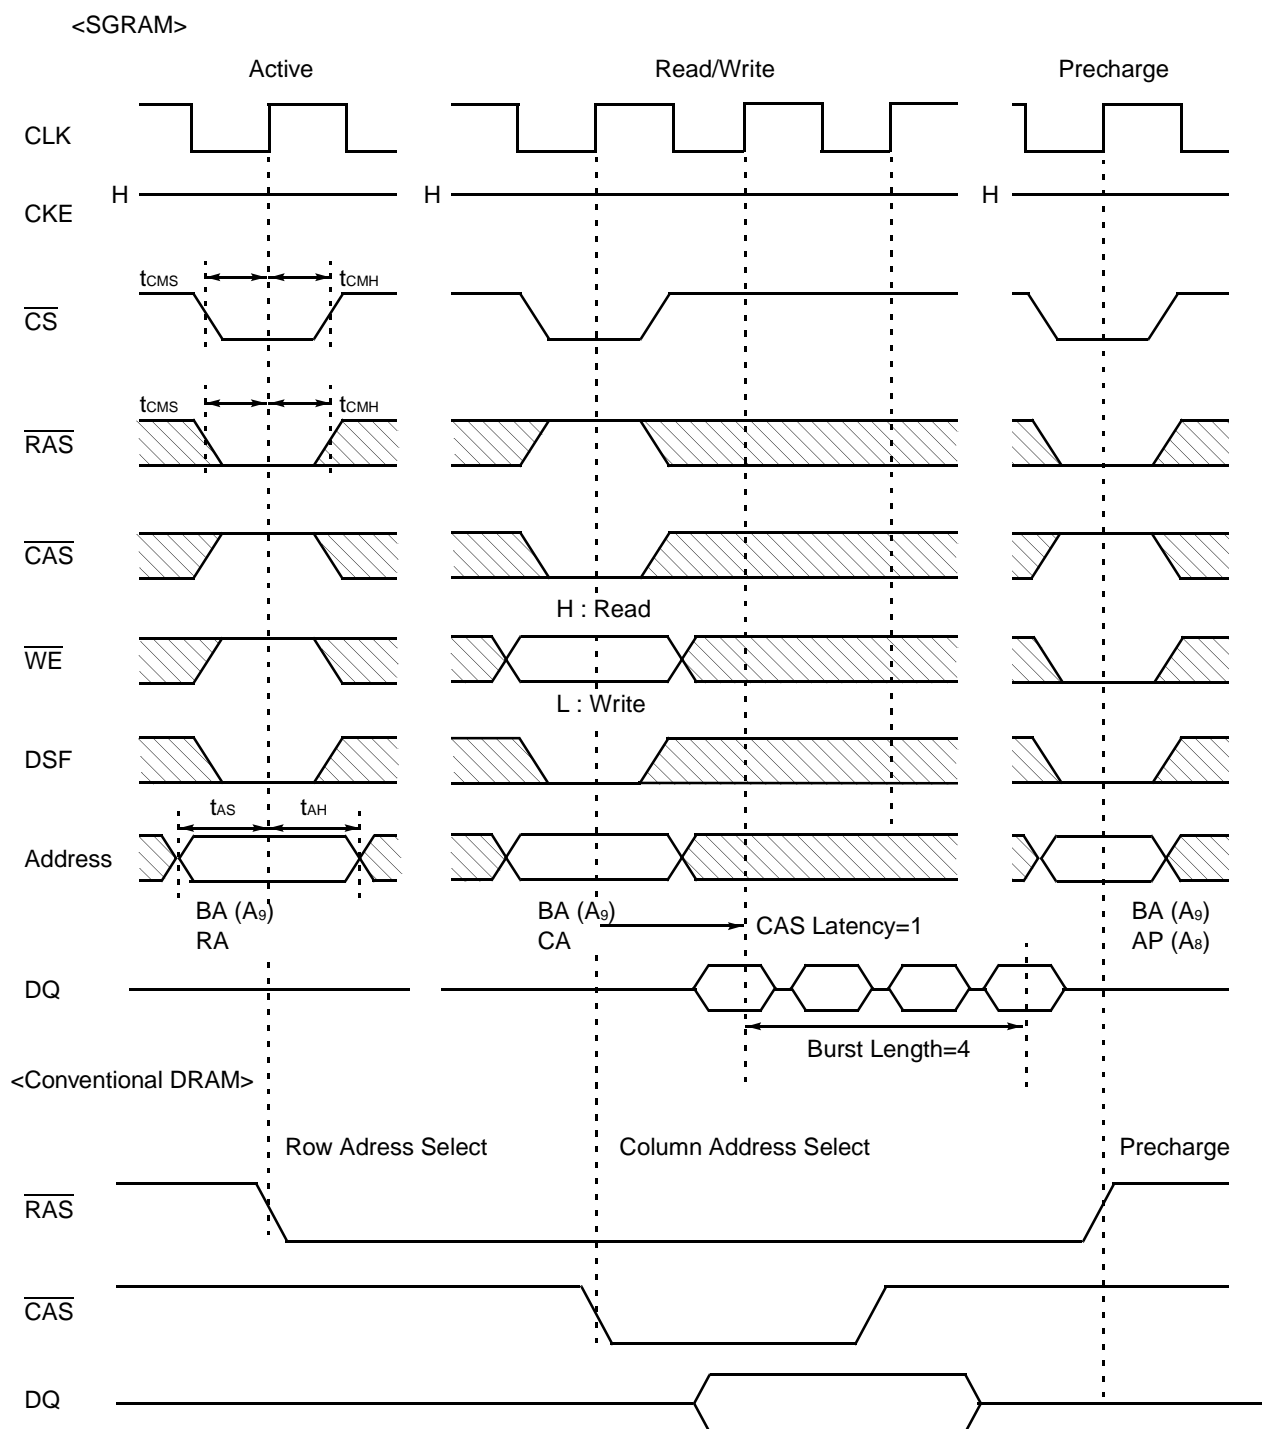 <SGRAM>
Active Read/Write Precharge
CLK
H H H
CKE
tCMS tCMH
CS
tCMS tCMH
RAS
CAS
H : Read
WE
L : Write
DSF
tAS tAH
Address
BA (A9) BA (A9) CAS Latency=1 BA (A9)
RA CA AP (A8)
DQ
Burst Length=4
<Conventional DRAM>
Row Adress Select Column Address Select Precharge
RAS
CAS
DQ